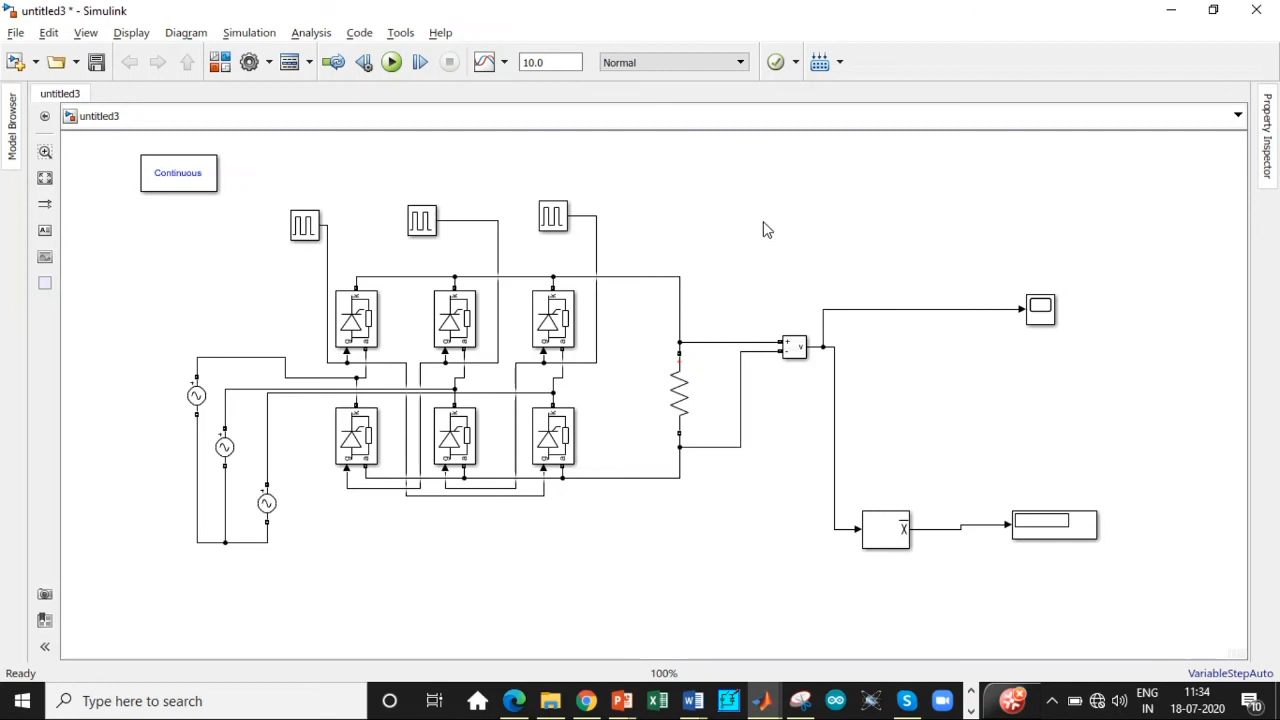 untitled3 * - Simulink
File Edit View Display Diagram Simulation Analysis Code Tools Help
10.0 Normal
untitled3
untitled3
Model Browser
Property Inspector
Continuous
k k k
g a g a g a
+
+
+
k k k
g a g a g a
+
+ v
-
X
Ready 100% VariableStepAuto
Type here to search
ENG 11:34
IN 18-07-2020
10